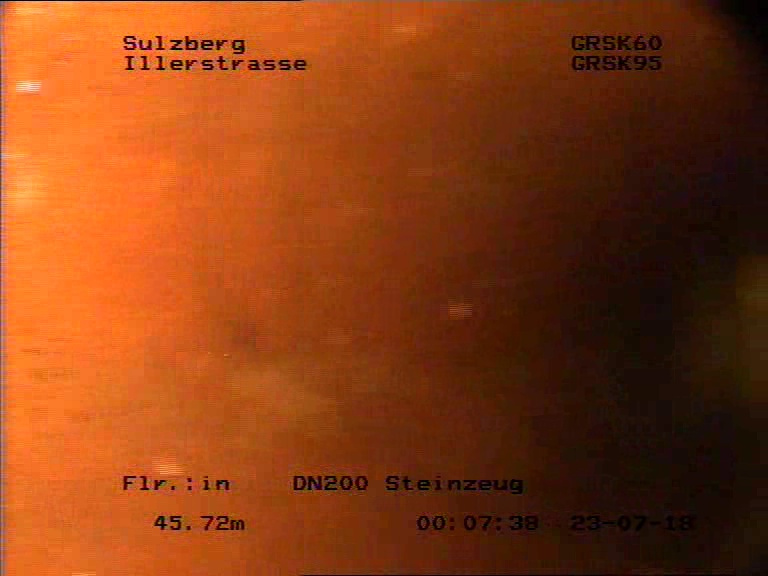 Sulzberg GRSK60
Illerstrasse GRSK95
Flr.:in DN200 Steinzeug
45.72m 00:07:38 23-07-18